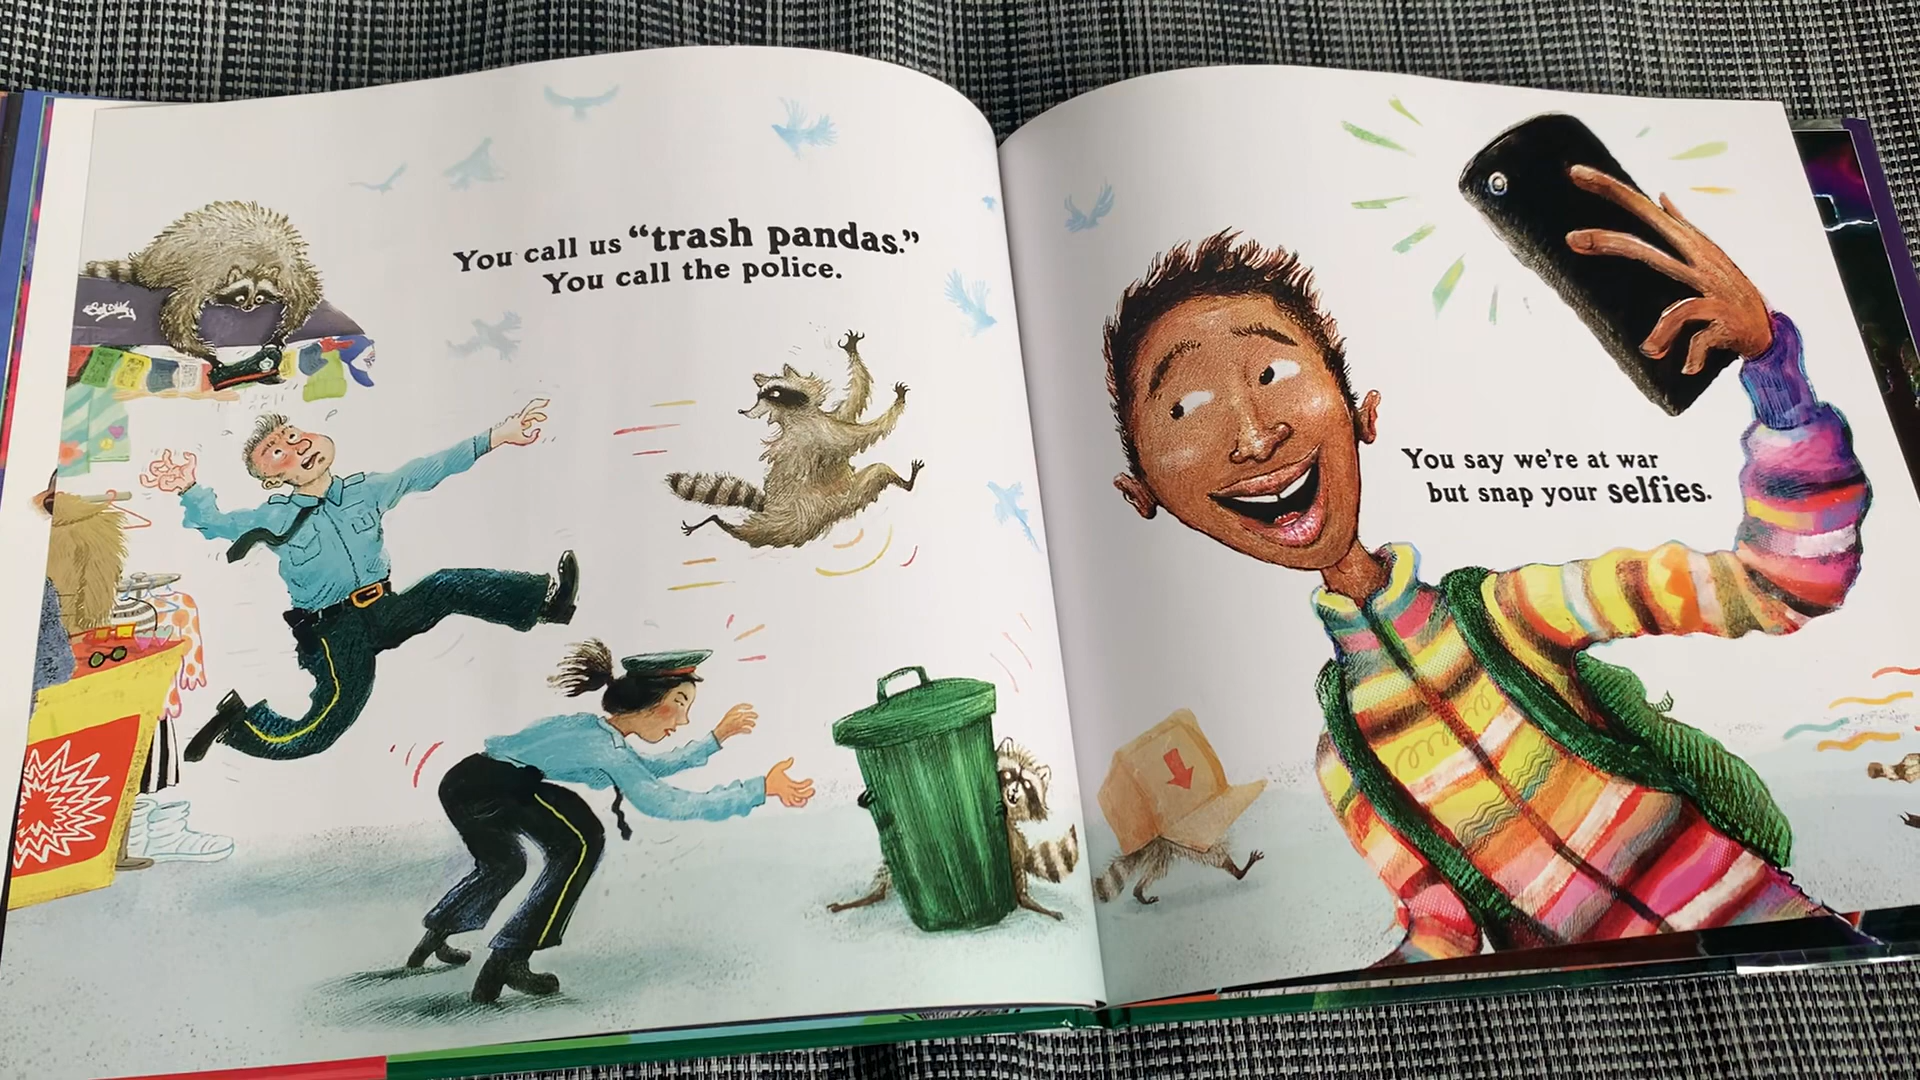 You call us “trash pandas.”
You call the police.
You say we’re at war
but snap your selfies.